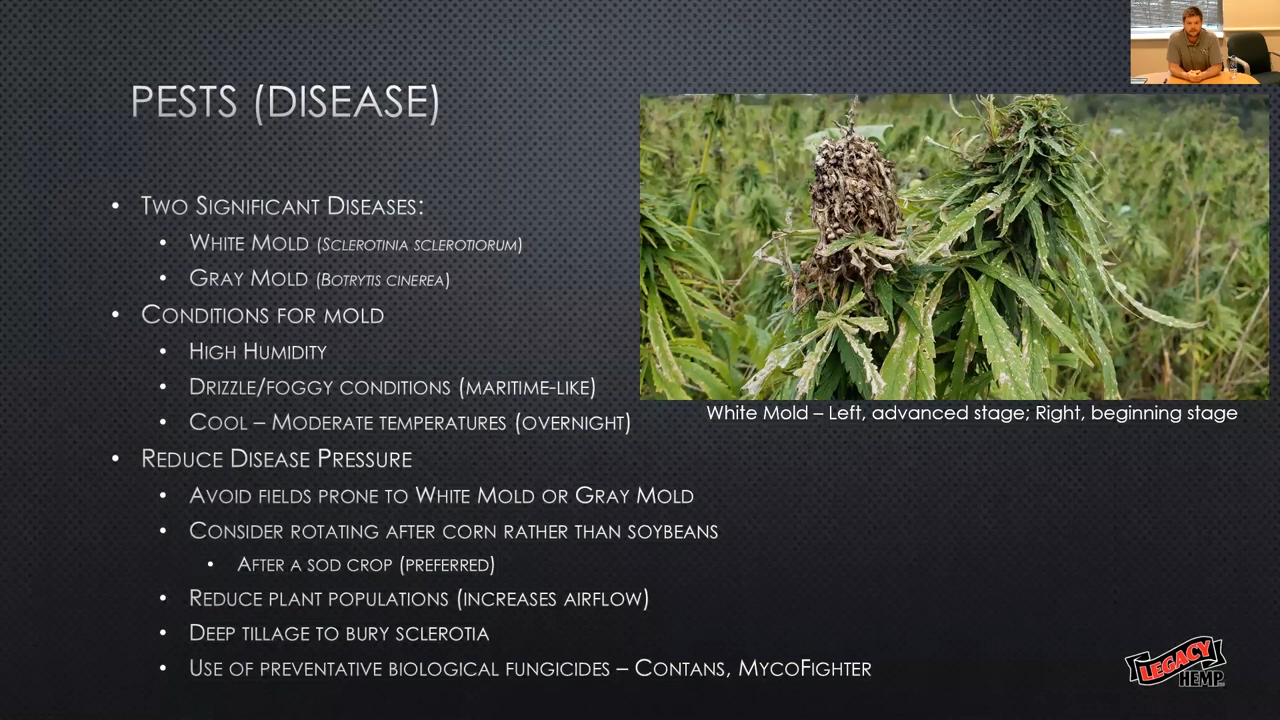 PESTS (DISEASE)
TWO SIGNIFICANT DISEASES:
WHITE MOLD (SCLEROTINIA SCLEROTIORUM)
GRAY MOLD (BOTRYTIS CINEREA)
CONDITIONS FOR MOLD
HIGH HUMIDITY
DRIZZLE/FOGGY CONDITIONS (MARITIME-LIKE)
COOL – MODERATE TEMPERATURES (OVERNIGHT)
White Mold – Left, advanced stage; Right, beginning stage
REDUCE DISEASE PRESSURE
AVOID FIELDS PRONE TO WHITE MOLD OR GRAY MOLD
CONSIDER ROTATING AFTER CORN RATHER THAN SOYBEANS
AFTER A SOD CROP (PREFERRED)
REDUCE PLANT POPULATIONS (INCREASES AIRFLOW)
DEEP TILLAGE TO BURY SCLEROTIA
USE OF PREVENTATIVE BIOLOGICAL FUNGICIDES – CONTANS, MYCOFIGHTER
LEGACY
HEMP